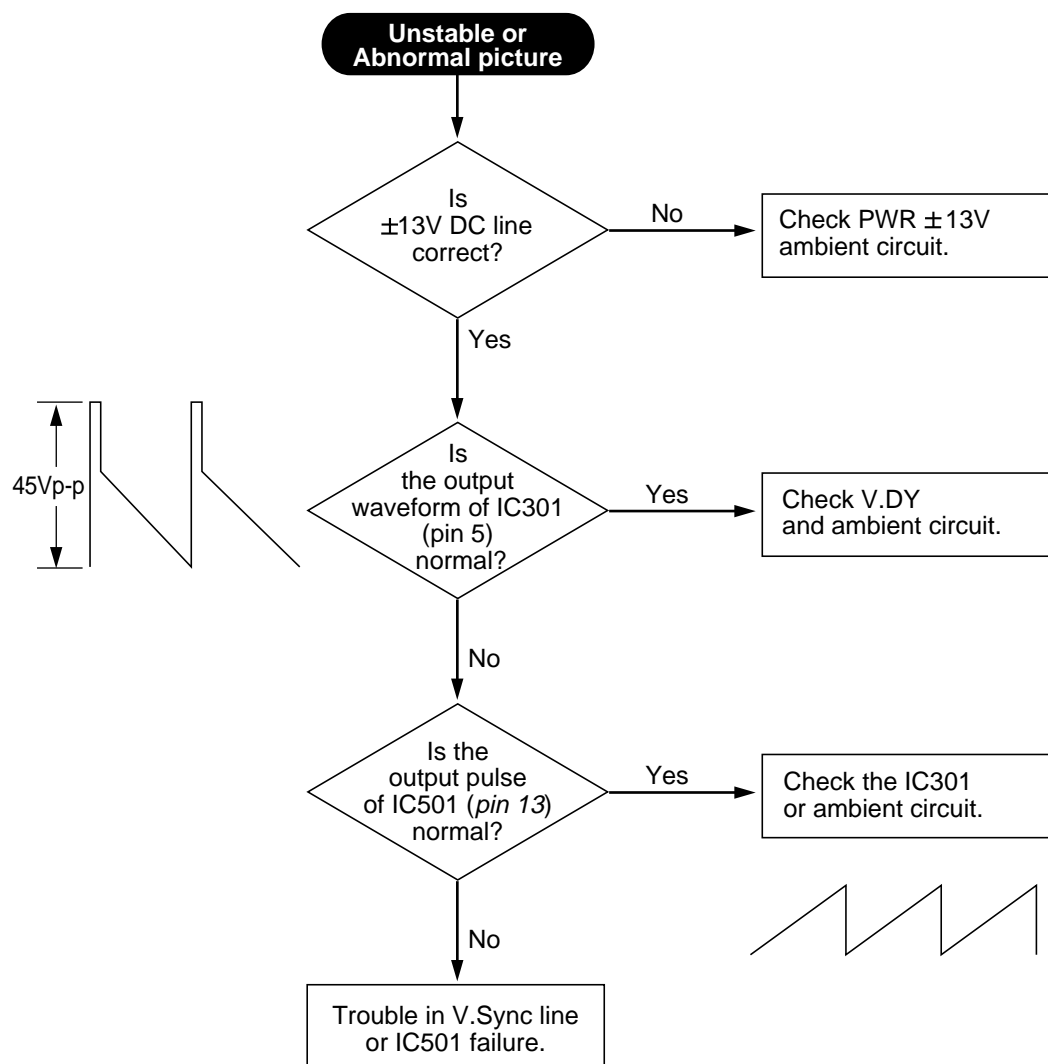 Unstable or
Abnormal picture
Is
±13V DC line
correct?
No
Check PWR ±13V
ambient circuit.
Yes
45Vp-p
Is
the output
waveform of IC301
(pin 5)
normal?
Yes
Check V.DY
and ambient circuit.
No
Is the
output pulse
of IC501 (pin 13)
normal?
Yes
Check the IC301
or ambient circuit.
No
Trouble in V.Sync line
or IC501 failure.